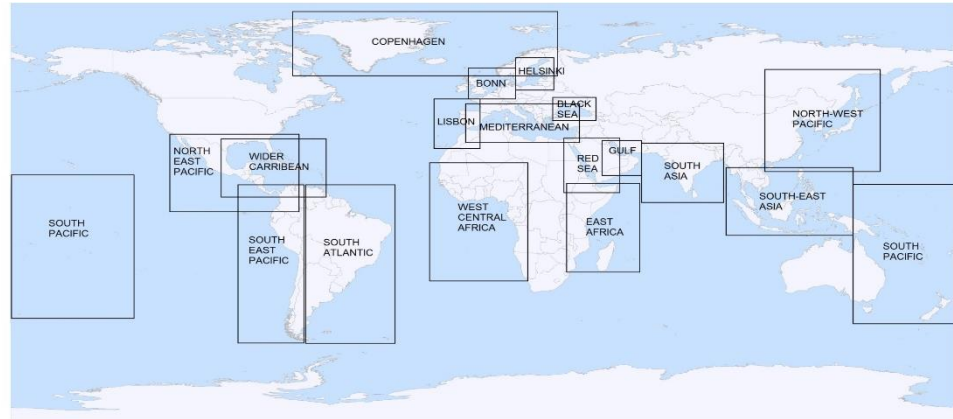 COPENHAGEN
HELSINKI
BONN
BLACK
SEA
LISBON
MEDITERRANEAN
NORTH-WEST
PACIFIC
NORTH
EAST
PACIFIC
WIDER
CARRIBEAN
RED
SEA
GULF
SOUTH
ASIA
SOUTH-EAST
ASIA
SOUTH
PACIFIC
WEST
CENTRAL
AFRICA
EAST
AFRICA
SOUTH
EAST
PACIFIC
SOUTH
ATLANTIC
SOUTH
PACIFIC